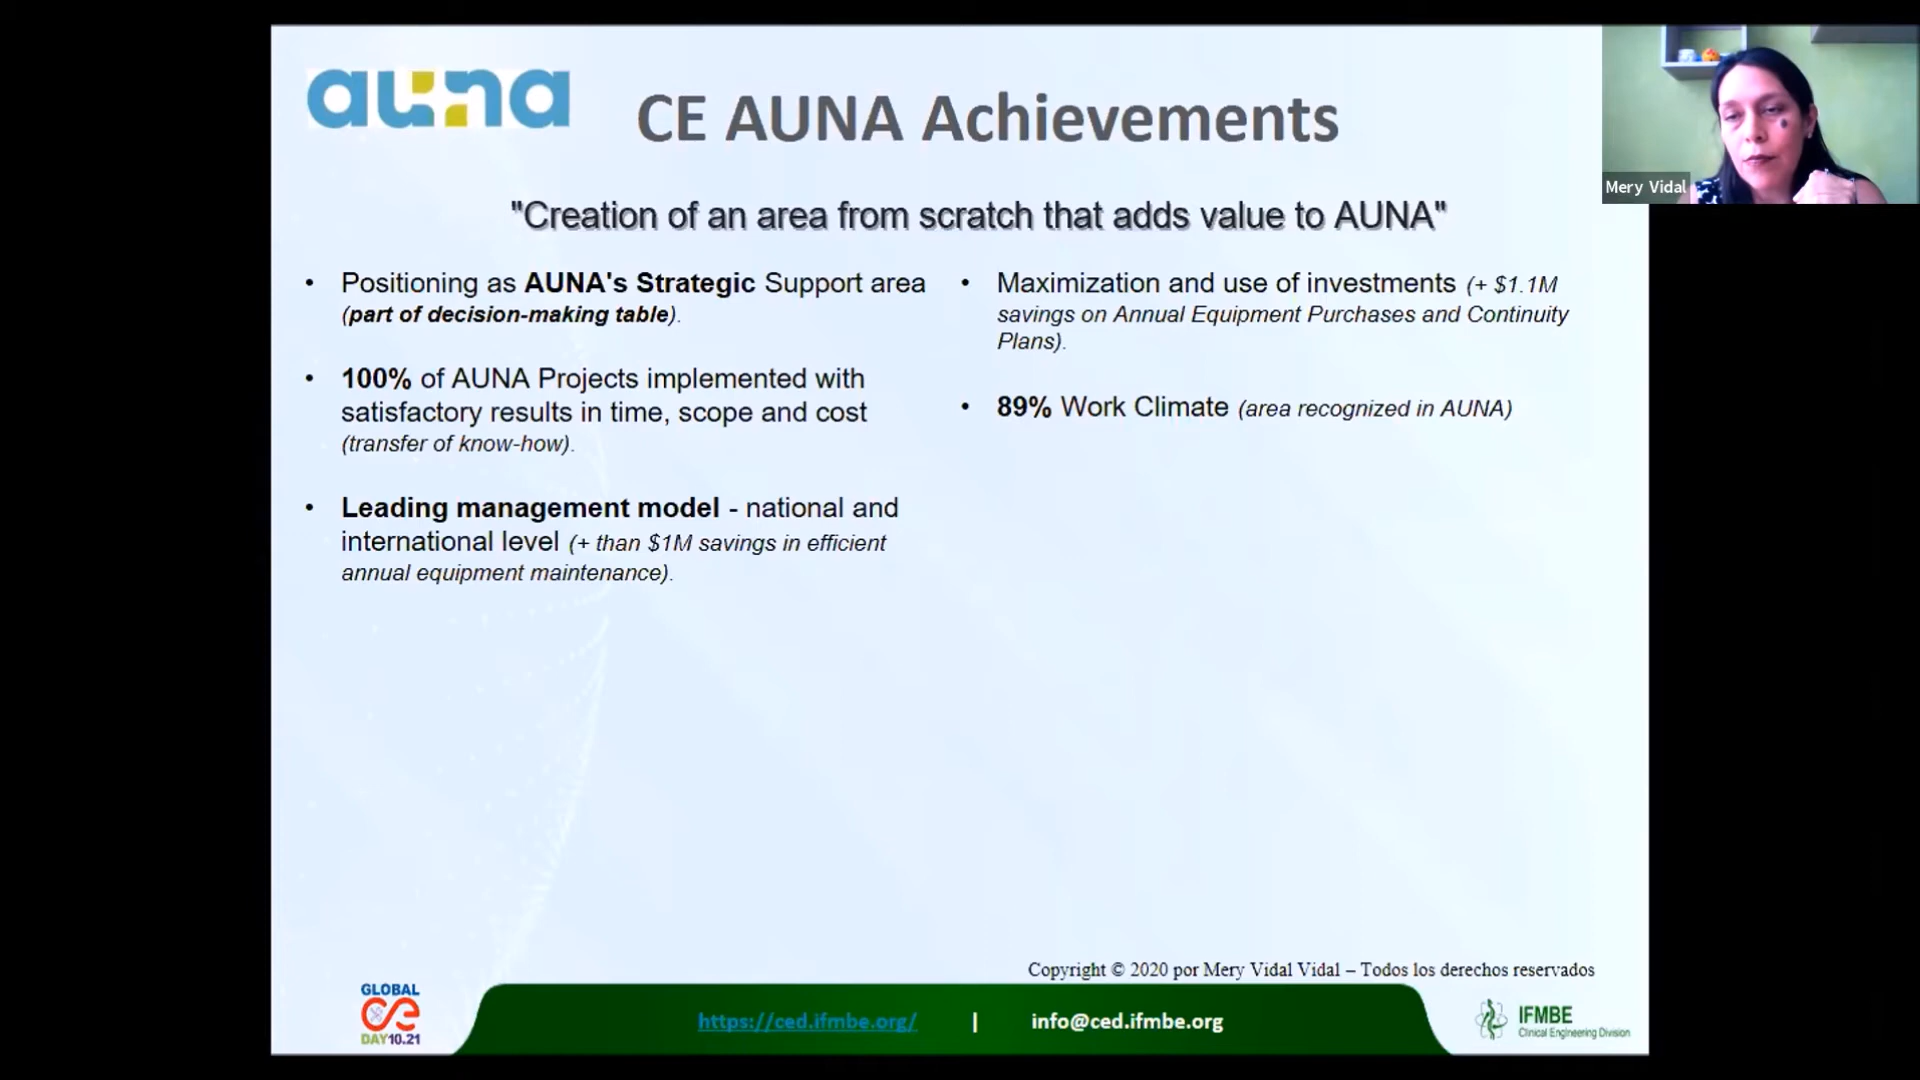 auna
CE AUNA Achievements
Mery Vidal
"Creation of an area from scratch that adds value to AUNA"
• Positioning as AUNA's Strategic Support area
(part of decision-making table).
• 100% of AUNA Projects implemented with
satisfactory results in time, scope and cost
(transfer of know-how).
• Leading management model - national and
international level (+ than $1M savings in efficient
annual equipment maintenance).
• Maximization and use of investments (+ $1.1M
savings on Annual Equipment Purchases and Continuity
Plans).
• 89% Work Climate (area recognized in AUNA)
Copyright © 2020 por Mery Vidal Vidal – Todos los derechos reservados
GLOBAL
ce
DAY10.21
https://ced.ifmbe.org/ | info@ced.ifmbe.org
IFMBE
Clinical Engineering Division